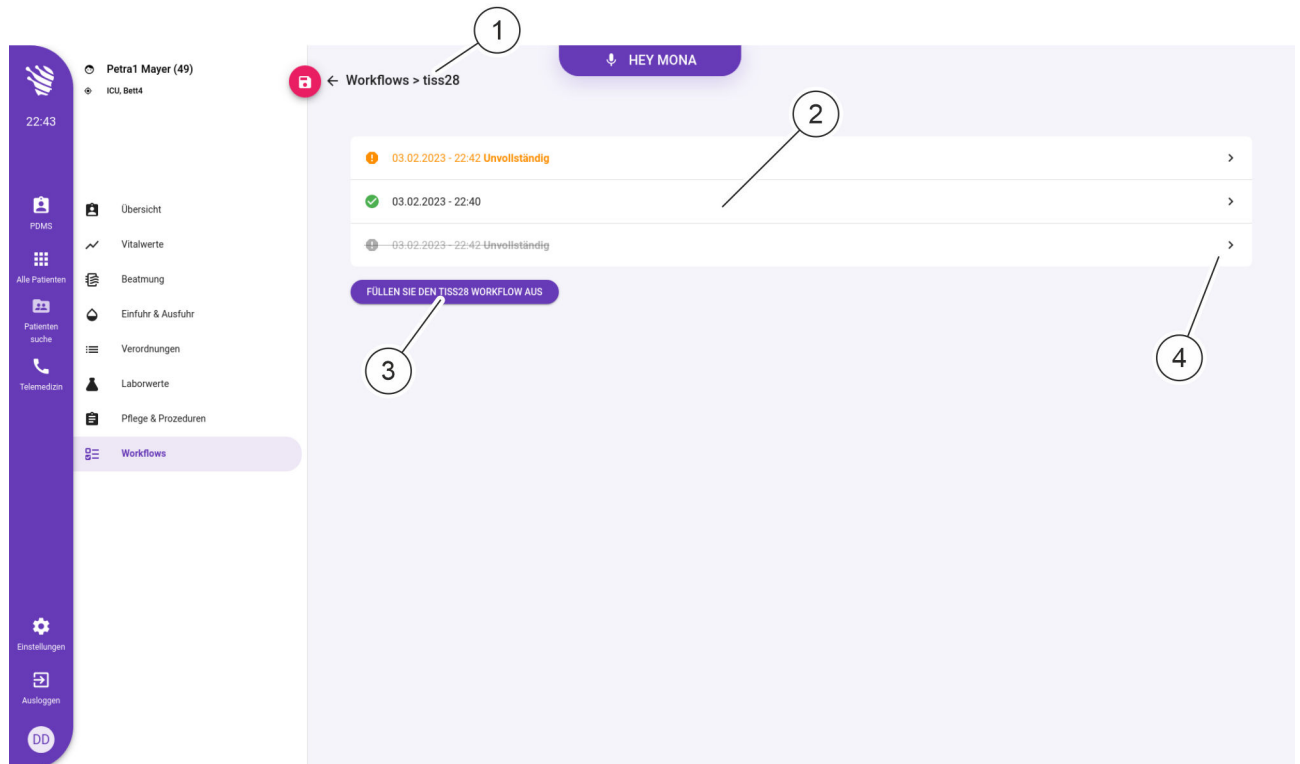 1
HEY MONA
Petra1 Mayer (49)
ICU, Bett4
Workflows > tiss28
22:43
2
03.02.2023 - 22:42 Unvollständig
03.02.2023 - 22:40
03.02.2023 - 22:42 Unvollständig
FÜLLEN SIE DEN TISS28 WORKFLOW AUS
3
4
PDMS
Alle Patienten
Patienten
suche
Telemedizin
Übersicht
Vitalwerte
Beatmung
Einfuhr & Ausfuhr
Verordnungen
Laborwerte
Pflege & Prozeduren
Workflows
Einstellungen
Ausloggen
DD